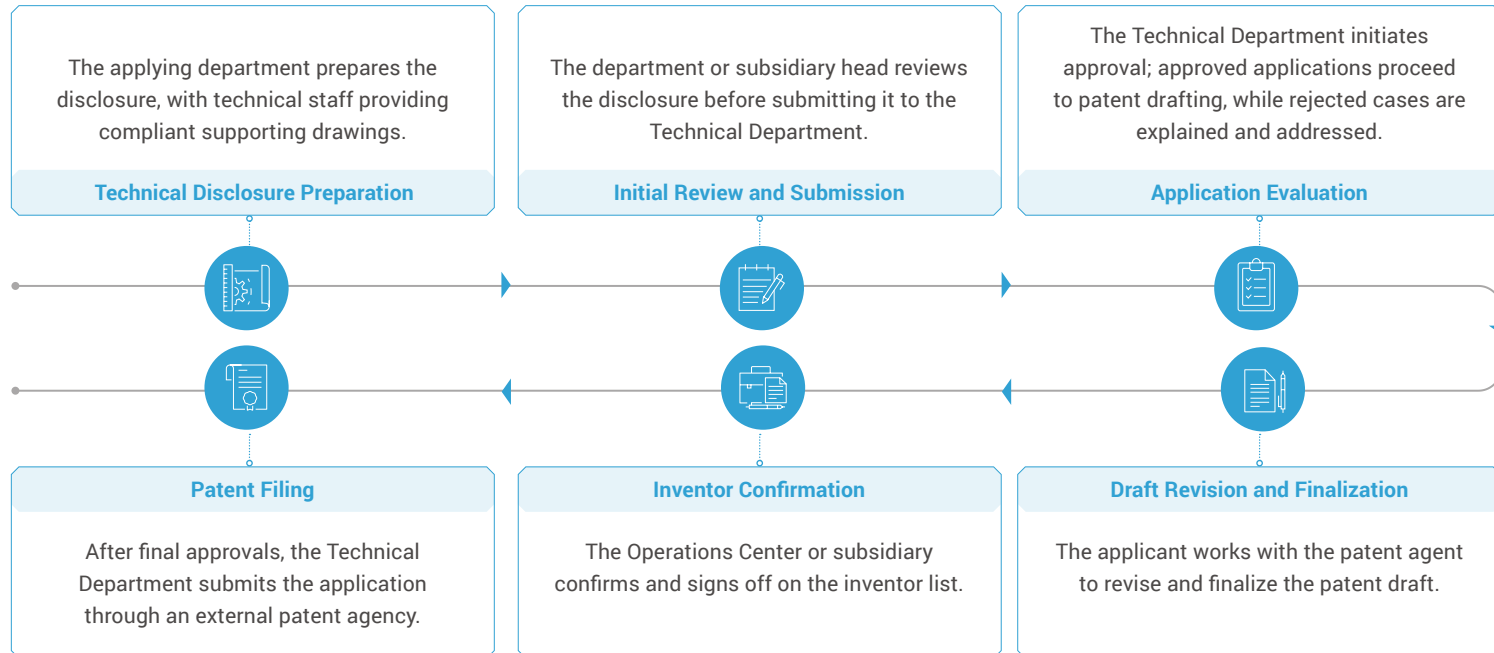 The applying department prepares the
disclosure, with technical staff providing
compliant supporting drawings.
Technical Disclosure Preparation
The department or subsidiary head reviews
the disclosure before submitting it to the
Technical Department.
Initial Review and Submission
The Technical Department initiates
approval; approved applications proceed
to patent drafting, while rejected cases are
explained and addressed.
Application Evaluation
Draft Revision and Finalization
The applicant works with the patent agent
to revise and finalize the patent draft.
Inventor Confirmation
The Operations Center or subsidiary
confirms and signs off on the inventor list.
Patent Filing
After final approvals, the Technical
Department submits the application
through an external patent agency.